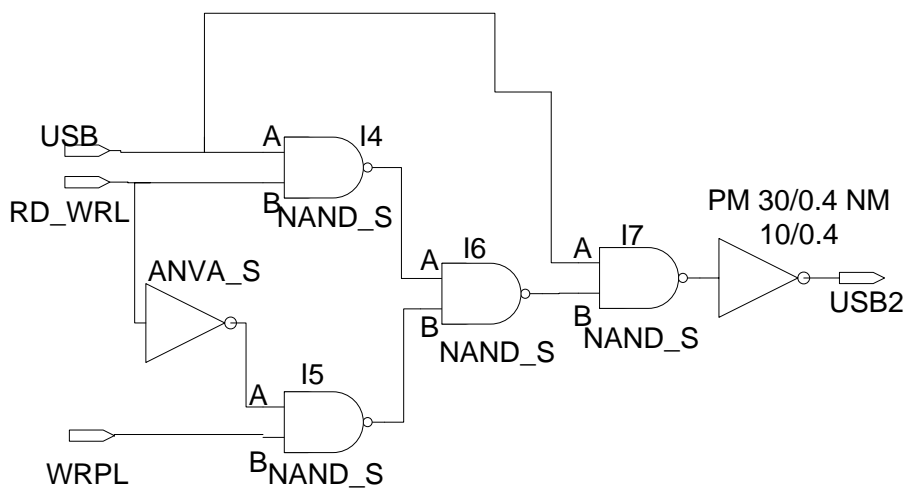 USB
A
I4
B
NAND_S
RD_WRL
PM 30/0.4 NM
10/0.4
I6
I7
ANVA_S
A
A
B
B
USB2
NAND_S
NAND_S
I5
A
B
NAND_S
WRPL